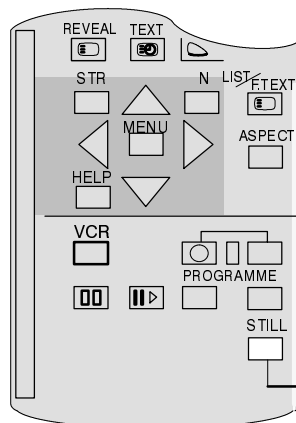 REVEAL TEXT
STR N LIST/F.TEXT
MENU
ASPECT
HELP
VCR
PROGRAMME
STILL